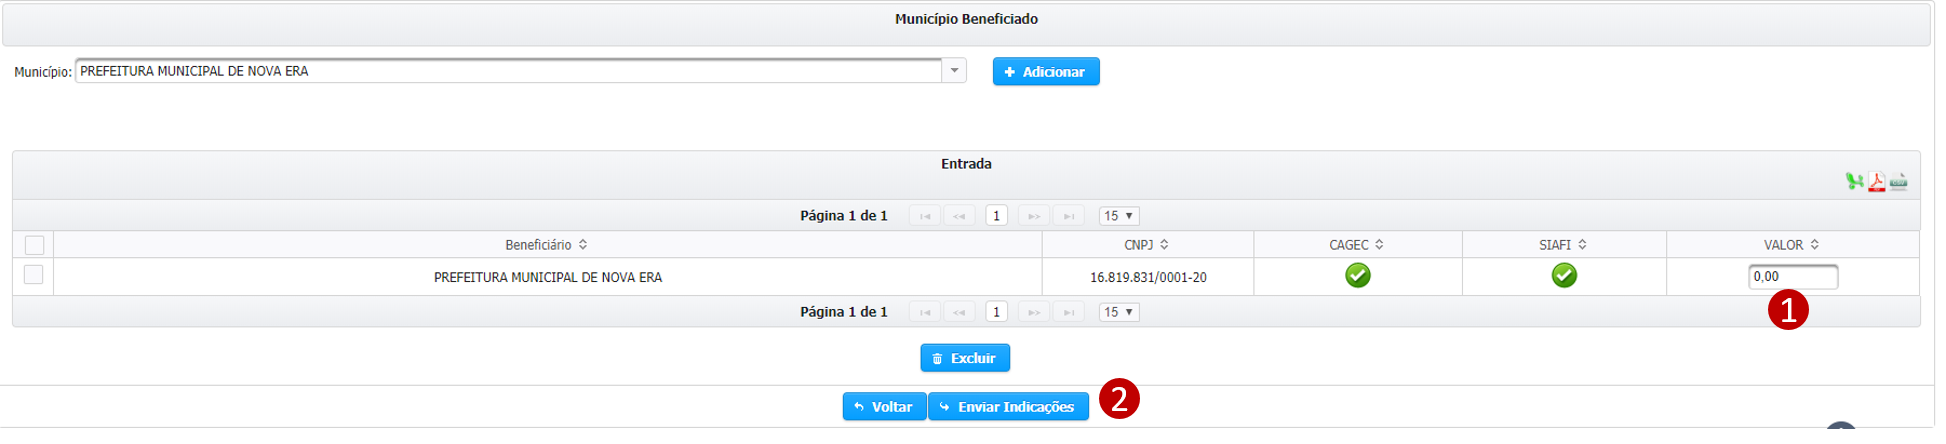 Município Beneficiado
Município: PREFEITURA MUNICIPAL DE NOVA ERA
Adicionar
Entrada
Página 1 de 1 1 15
Beneficiário CNPJ CAGEC SIAFI VALOR
PREFEITURA MUNICIPAL DE NOVA ERA 16.819.831/0001-20 0,00
1
Página 1 de 1 1 15
Excluir
Voltar Enviar Indicações 2